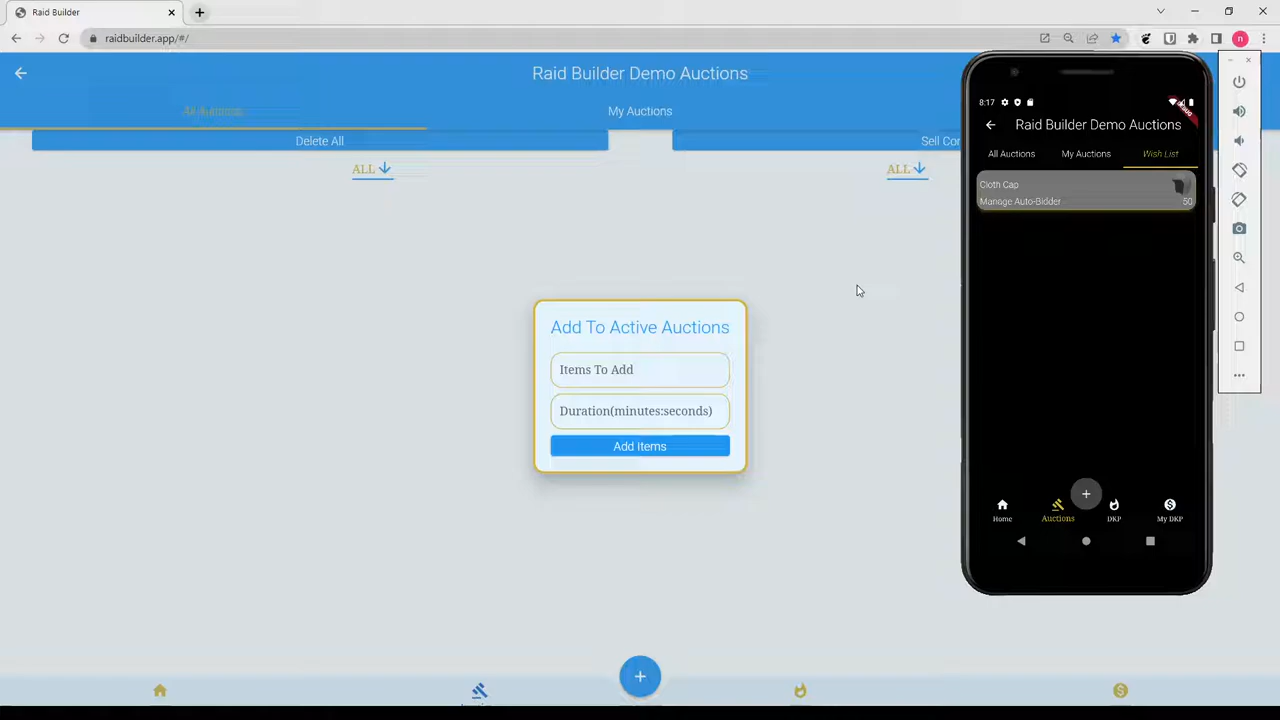 Raid Builder
raidbuilder.app/#/
n
Raid Builder Demo Auctions
All Auctions
My Auctions
Delete All
ALL
ALL
Add To Active Auctions
Items To Add
Duration(minutes:seconds)
Add Items
8:17
Raid Builder Demo Auctions
All Auctions
My Auctions
Wish List
Cloth Cap
Manage Auto-Bidder
50
Home
Auctions
DKP
My DKP